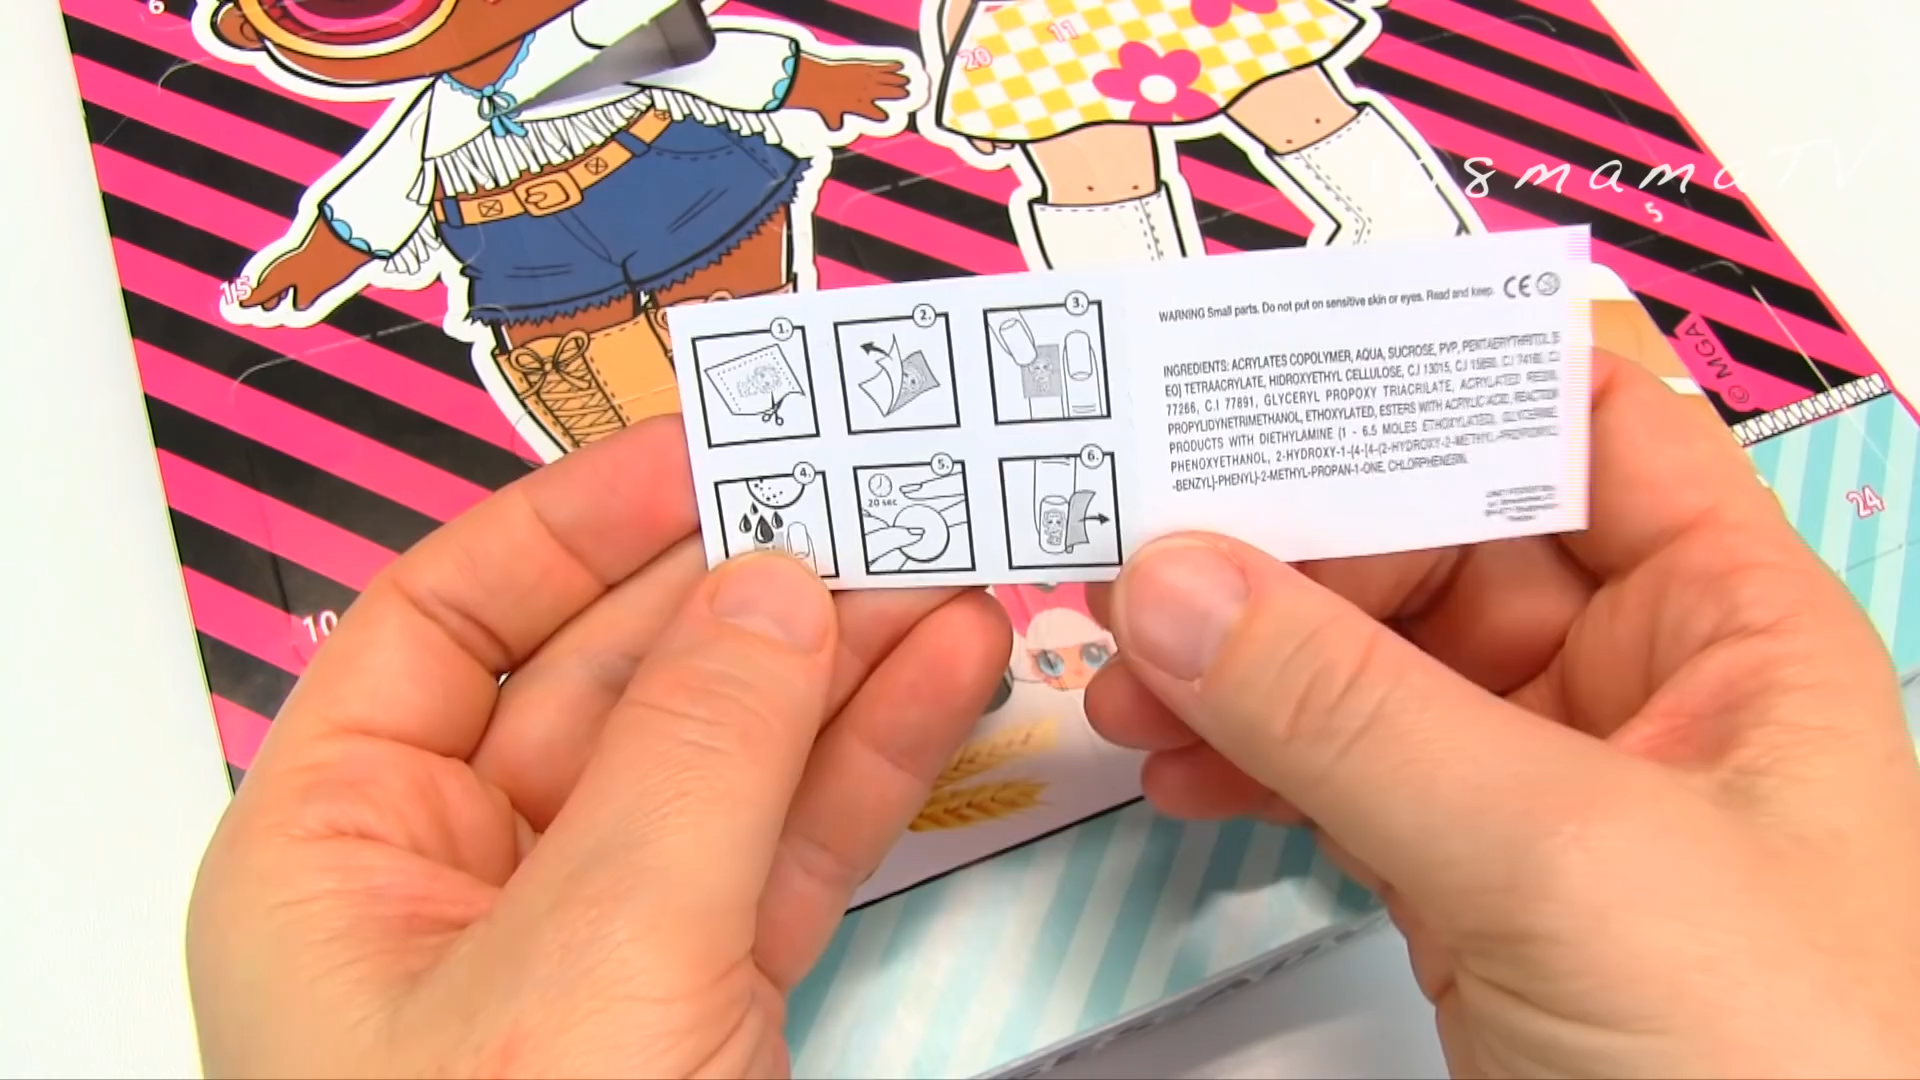 6
11
20
smamaTV
5
15
© MGA
24
10
1.
2.
3.
4.
5.
20 sec
6.
WARNING Small parts. Do not put on sensitive skin or eyes. Read and keep. CE
INGREDIENTS: ACRYLATES COPOLYMER, AQUA, SUCROSE, PVP, PENTAERYTHRITOL [5
EO] TETRAACRYLATE, HIDROXYETHYL CELLULOSE, C.I 13015, C.I 15850, C.I 74160, C.I
77266, C.I 77891, GLYCERYL PROPOXY TRIACRILATE, ACRYLATED RESIN,
PROPYLIDYNETRIMETHANOL, ETHOXYLATED, ESTERS WITH ACRYLIC ACID, REACTION
PRODUCTS WITH DIETHYLAMINE (1 - 6.5 MOLES ETHOXYLATED), GLYCERINE,
PHENOXYETHANOL, 2-HYDROXY-1-[4-[4-(2-HYDROXY-2-METHYL-PROPIONYL)
-BENZYL]-PHENYL]-2-METHYL-PROPAN-1-ONE, CHLORPHENESIN.